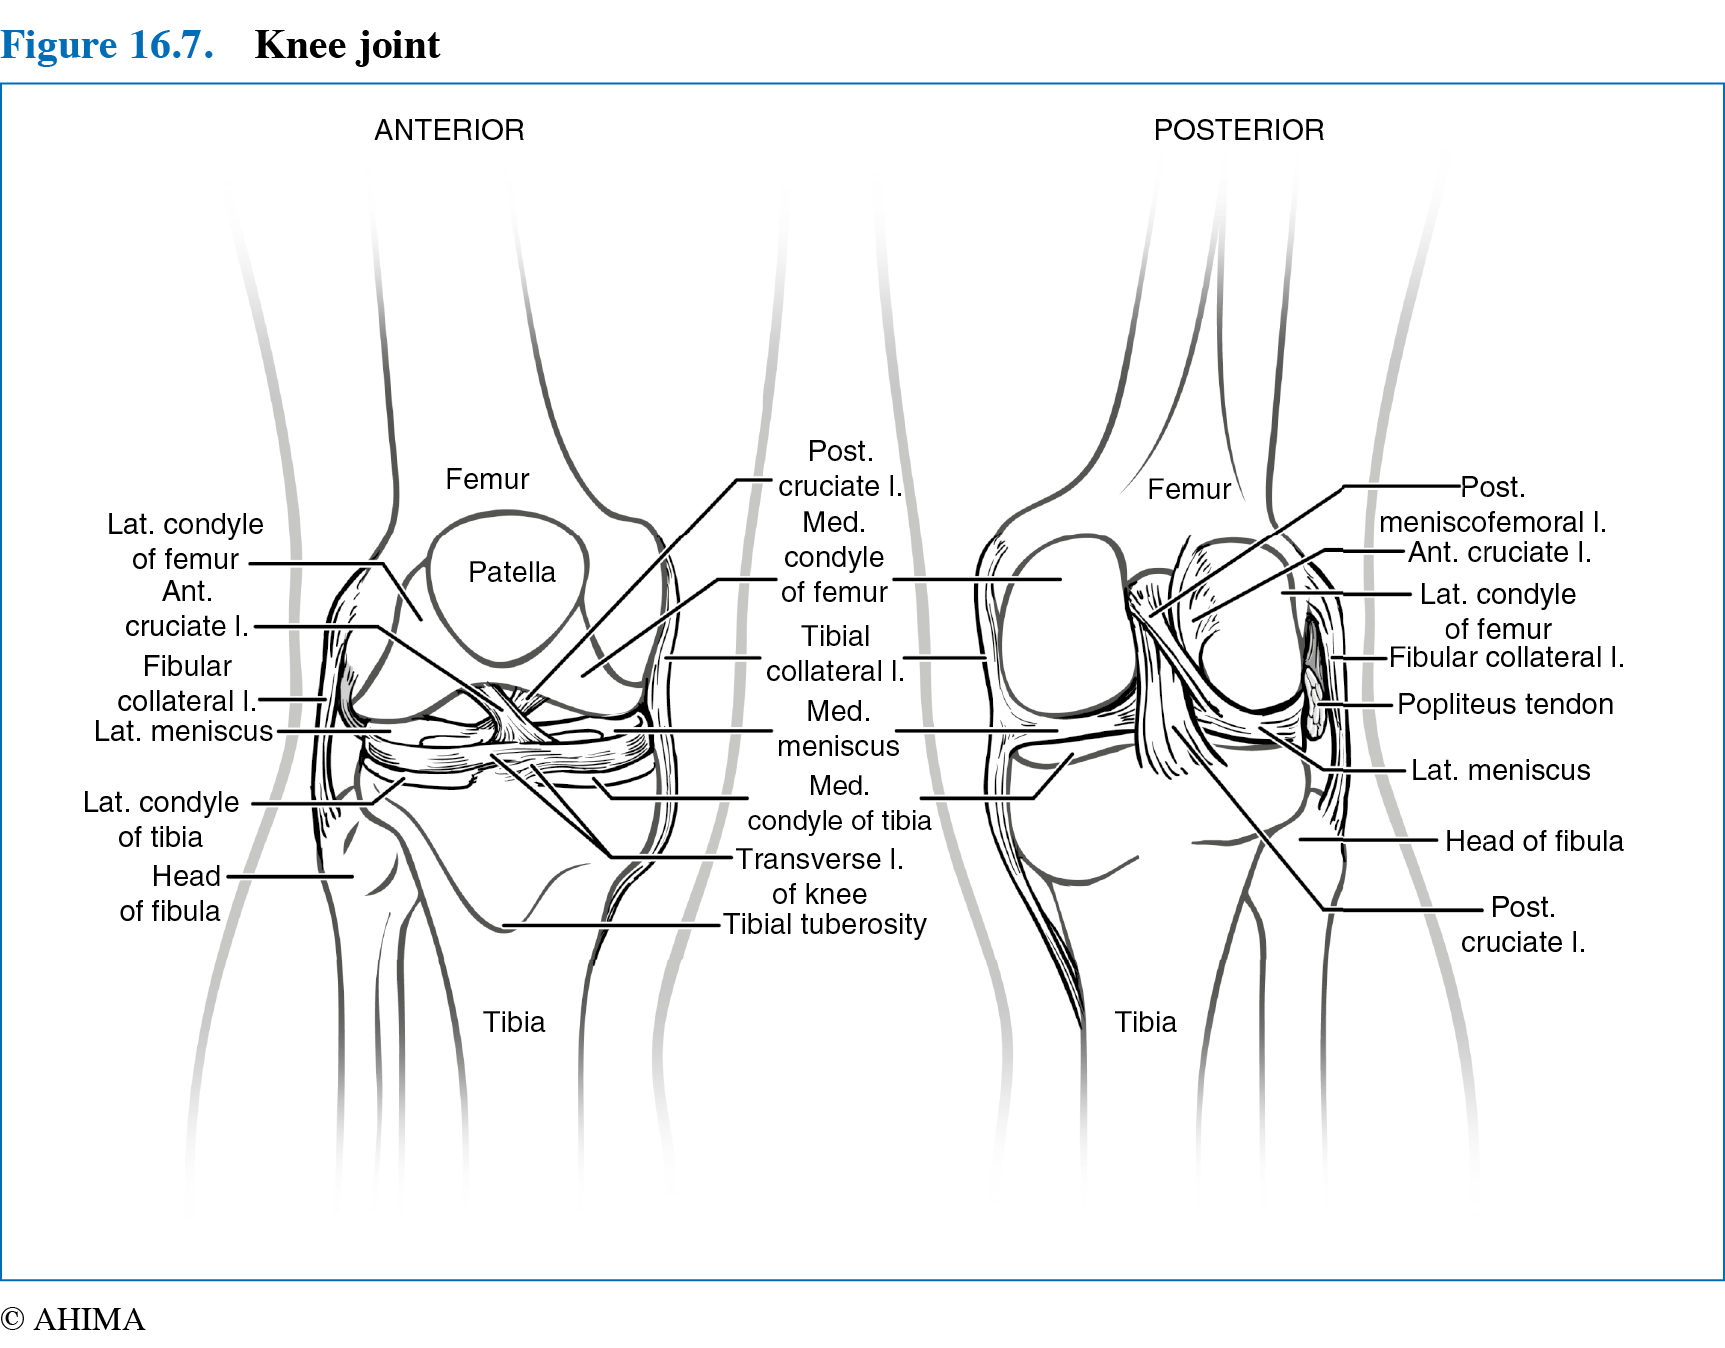 Figure 16.7. Knee joint
ANTERIOR
POSTERIOR
Femur
Patella
Lat. condyle
of femur
Ant.
cruciate l.
Fibular
collateral l.
Lat. meniscus
Lat. condyle
of tibia
Head
of fibula
Tibia
Post.
cruciate l.
Med.
condyle
of femur
Tibial
collateral l.
Med.
meniscus
Med.
condyle of tibia
Transverse l.
of knee
Tibial tuberosity
Femur
Tibia
Post.
meniscofemoral l.
Ant. cruciate l.
Lat. condyle
of femur
Fibular collateral l.
Popliteus tendon
Lat. meniscus
Head of fibula
Post.
cruciate l.
© AHIMA